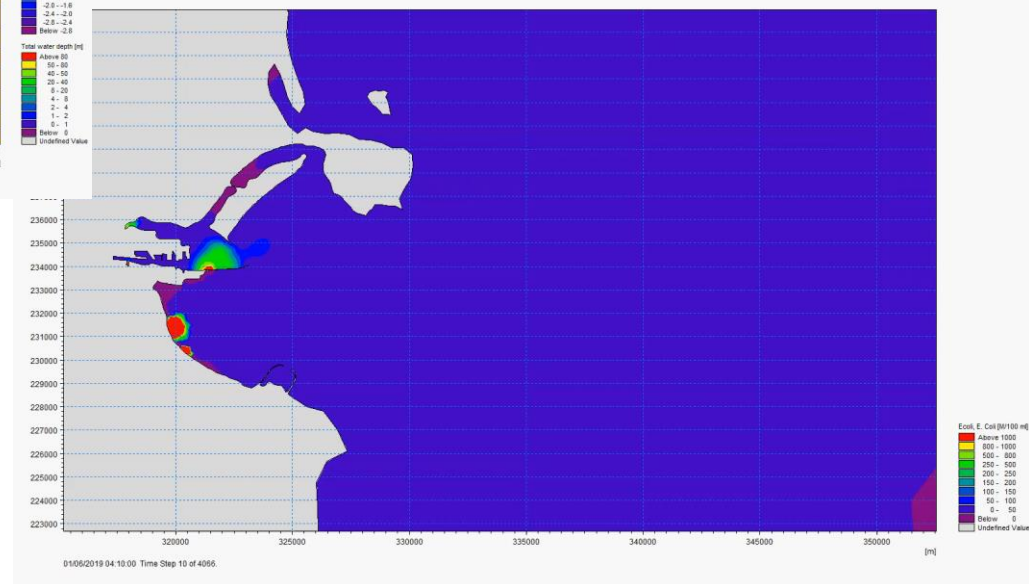 -2.0 - -1.6
-2.4 - -2.0
-2.8 - -2.4
Below -2.8
Total water depth [m]
Above 80
50 - 80
40 - 50
20 - 40
8 - 20
4 - 8
2 - 4
1 - 2
0 - 1
Below 0
Undefined Value
236000
235000
234000
233000
232000
231000
230000
229000
228000
227000
226000
225000
224000
223000
320000 325000 330000 335000 340000 345000 350000
[m]
01/06/2019 04:10:00 Time Step 10 of 4066.
Ecoli, E. Coli [M/100 ml]
Above 1000
800 - 1000
500 - 800
250 - 500
200 - 250
150 - 200
100 - 150
50 - 100
0 - 50
Below 0
Undefined Value